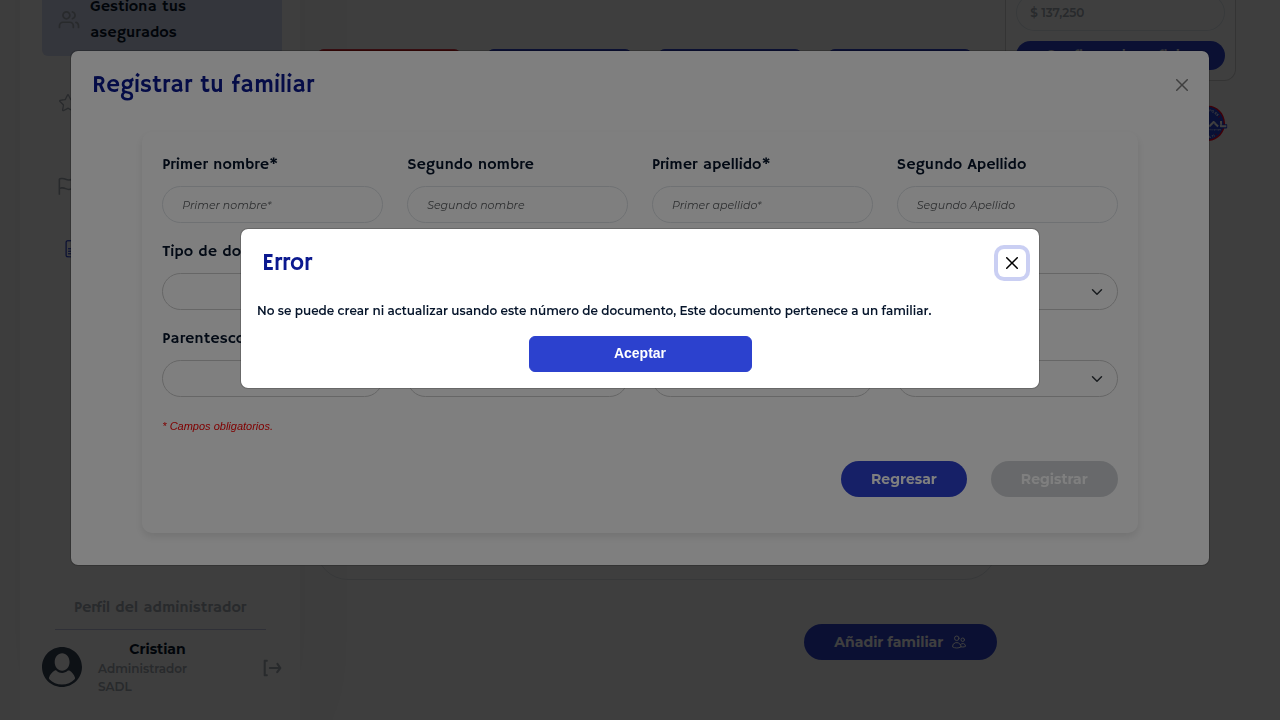 Gestiona tus
asegurados
$ 137,250
Registrar tu familiar
Primer nombre*
Segundo nombre
Primer apellido*
Segundo Apellido
Primer nombre*
Segundo nombre
Primer apellido*
Segundo Apellido
Tipo de do
Error
No se puede crear ni actualizar usando este número de documento, Este documento pertenece a un familiar.
Parentesco
Aceptar
* Campos obligatorios.
Regresar
Registrar
Perfil del administrador
Añadir familiar
Cristian
Administrador
SADL